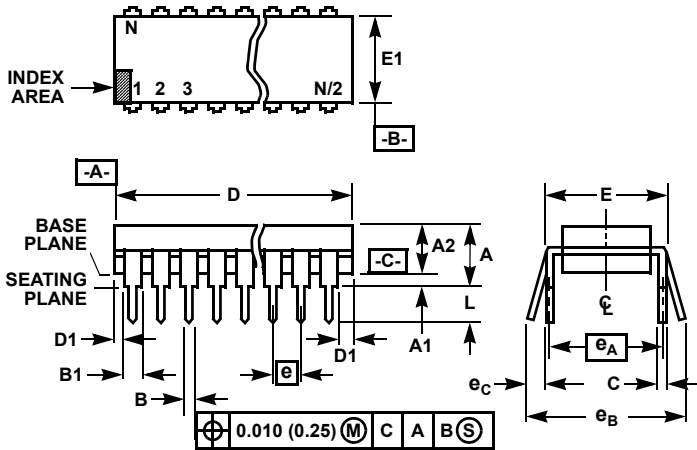 N
E1
INDEX
AREA
1 2 3 N/2
-B-
-A-
D
E
BASE
PLANE
A2
A
-C-
SEATING
PLANE
L
C L
D1
A1
D1
e
eA
B1
eC
C
B
eB
0.010 (0.25) M C A B S